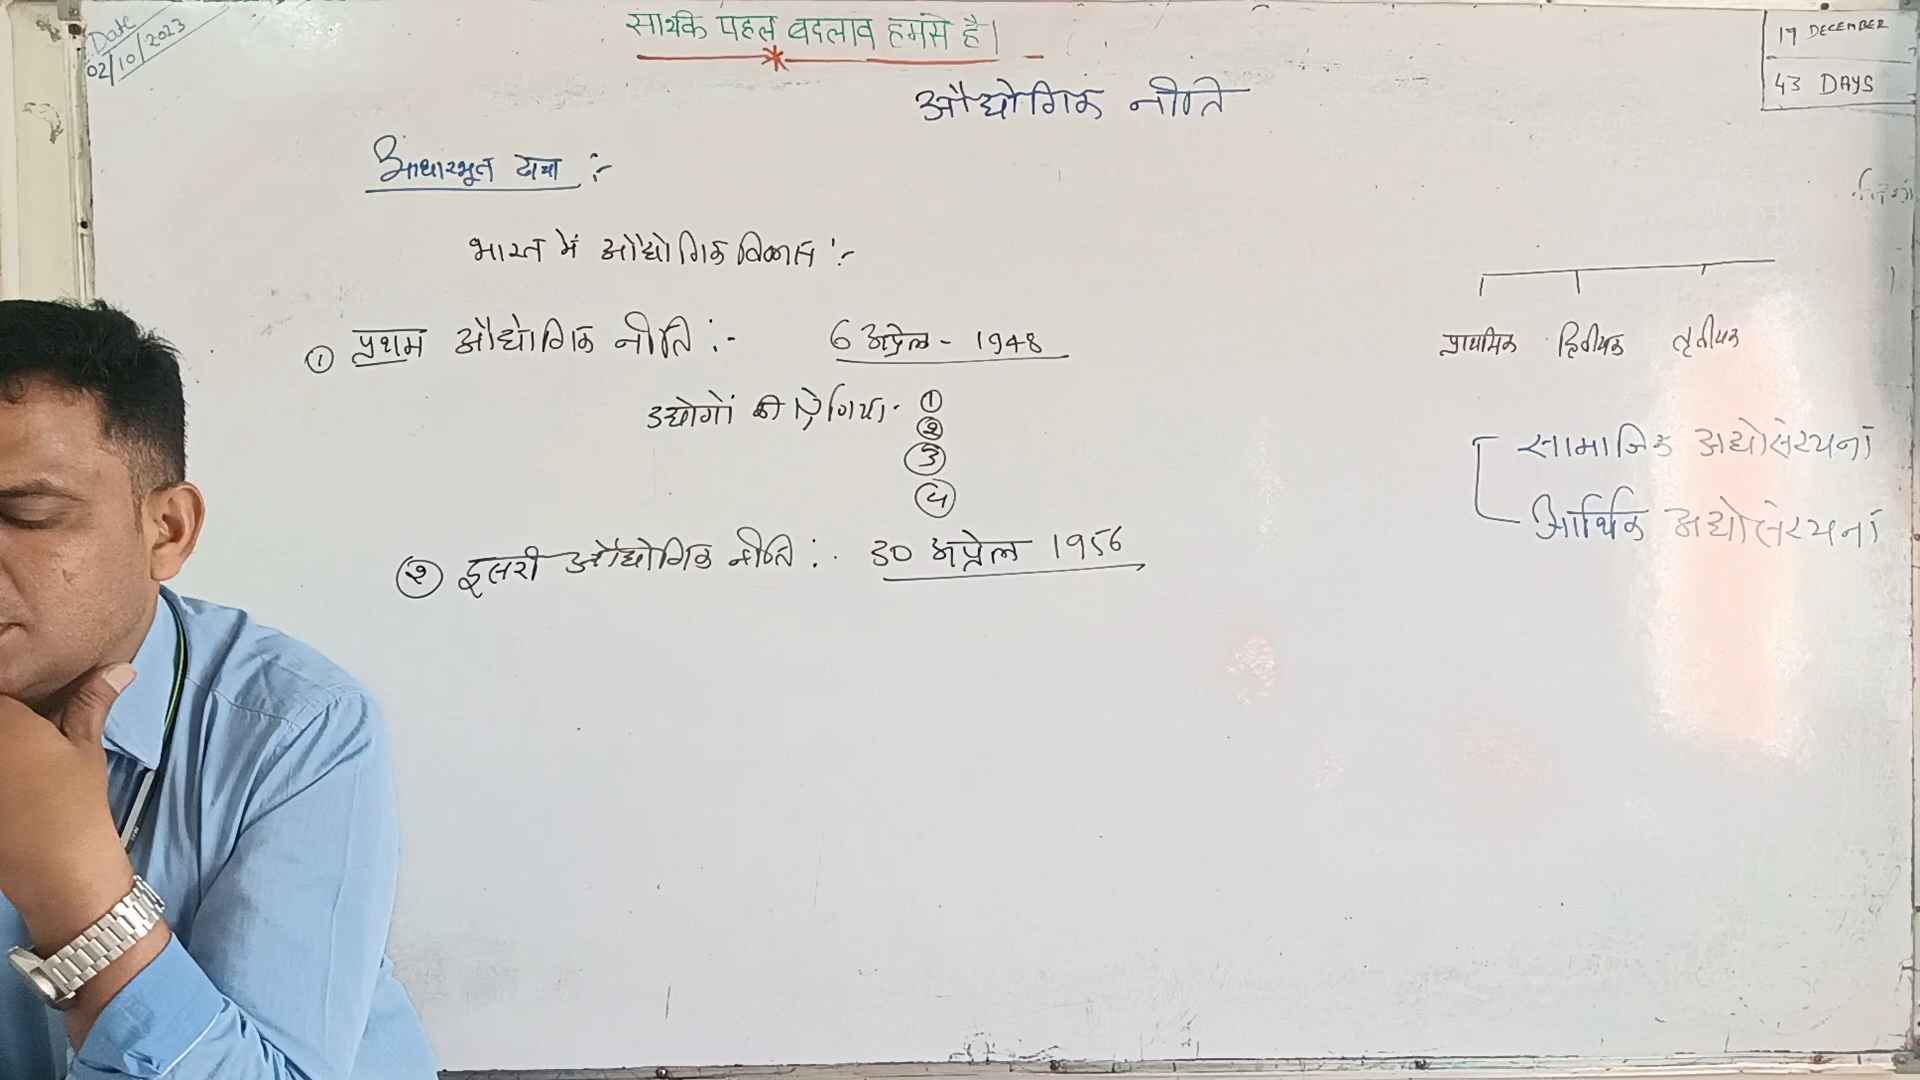 Date
02/10/2023
सार्थक पहल बदलाव हमसे है।
17 DECEMBER
43 DAYS
औद्योगिक नीति
आधारभूत ढाचा :-
भारत में औद्योगिक विकास :-
① प्रथम औद्योगिक नीति :- 6 अप्रेल - 1948
उद्योगों की श्रेणिया -
①
②
③
④
② दूसरी औद्योगिक नीति :- 30 अप्रेल 1956
प्राथमिक द्वितीयक तृतीयक
सामाजिक अद्योसंरचनां
आर्थिक अद्योसंरचनां